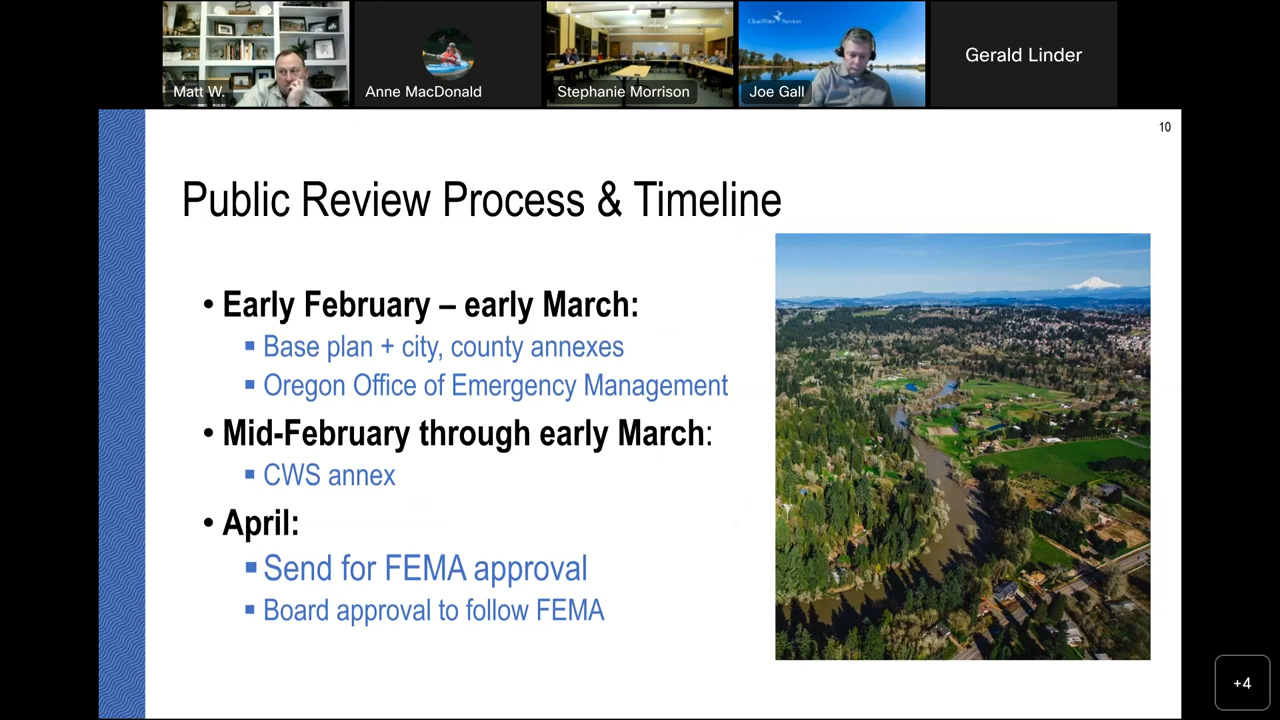 CleanWater Services
Matt W.
Anne MacDonald
Stephanie Morrison
Joe Gall
Gerald Linder
10
Public Review Process & Timeline
• Early February – early March:
▪ Base plan + city, county annexes
▪ Oregon Office of Emergency Management
• Mid-February through early March:
▪ CWS annex
• April:
▪ Send for FEMA approval
▪ Board approval to follow FEMA
+4